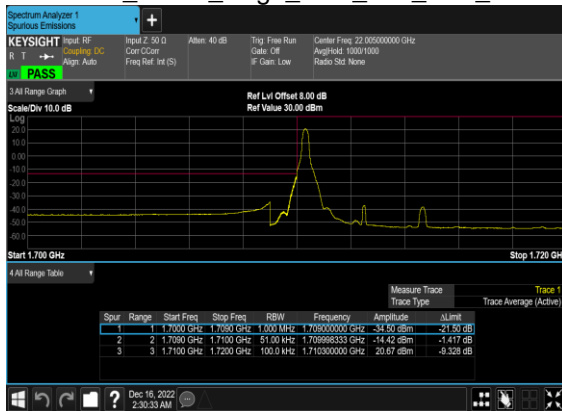 Spectrum Analyzer 1
Spurious Emissions
+
KEYSIGHT Input: RF Input Z: 50 Ω Atten: 40 dB Trig: Free Run Center Freq: 22.005000000 GHz
R T Coupling: DC Corr CCorr Gate: Off Avg|Hold: 1000/1000
Align: Auto Freq Ref: Int (S) IF Gain: Low Radio Std: None
PASS
3 All Range Graph
Ref Lvl Offset 8.00 dB
Scale/Div 10.0 dB Ref Value 30.00 dBm
Log
20.0
10.0
0.00
-10.0
-20.0
-30.0
-40.0
-50.0
-60.0
Start 1.700 GHz Stop 1.720 GH
4 All Range Table
Measure Trace Trace 1
Trace Type Trace Average (Active)
Spur Range Start Freq Stop Freq RBW Frequency Amplitude ΔLimit
1 1 1.7000 GHz 1.7090 GHz 1.000 MHz 1.709000000 GHz -34.50 dBm -21.50 dB
2 2 1.7090 GHz 1.7100 GHz 51.00 kHz 1.709998333 GHz -14.42 dBm -1.417 dB
3 3 1.7100 GHz 1.7200 GHz 100.0 kHz 1.710300000 GHz 20.67 dBm -9.328 dB
? Dec 16, 2022
2:30:33 AM